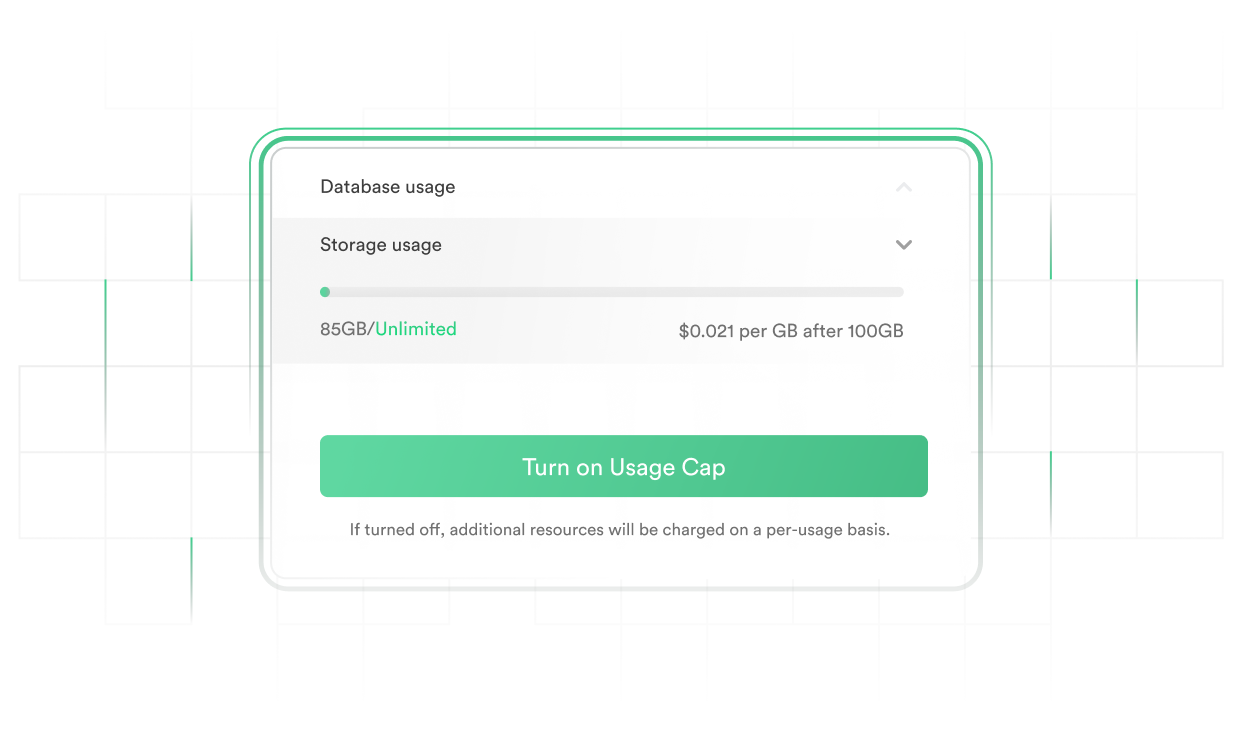 Database usage
Storage usage
85GB/Unlimited
$0.021 per GB after 100GB
Turn on Usage Cap
If turned off, additional resources will be charged on a per-usage basis.